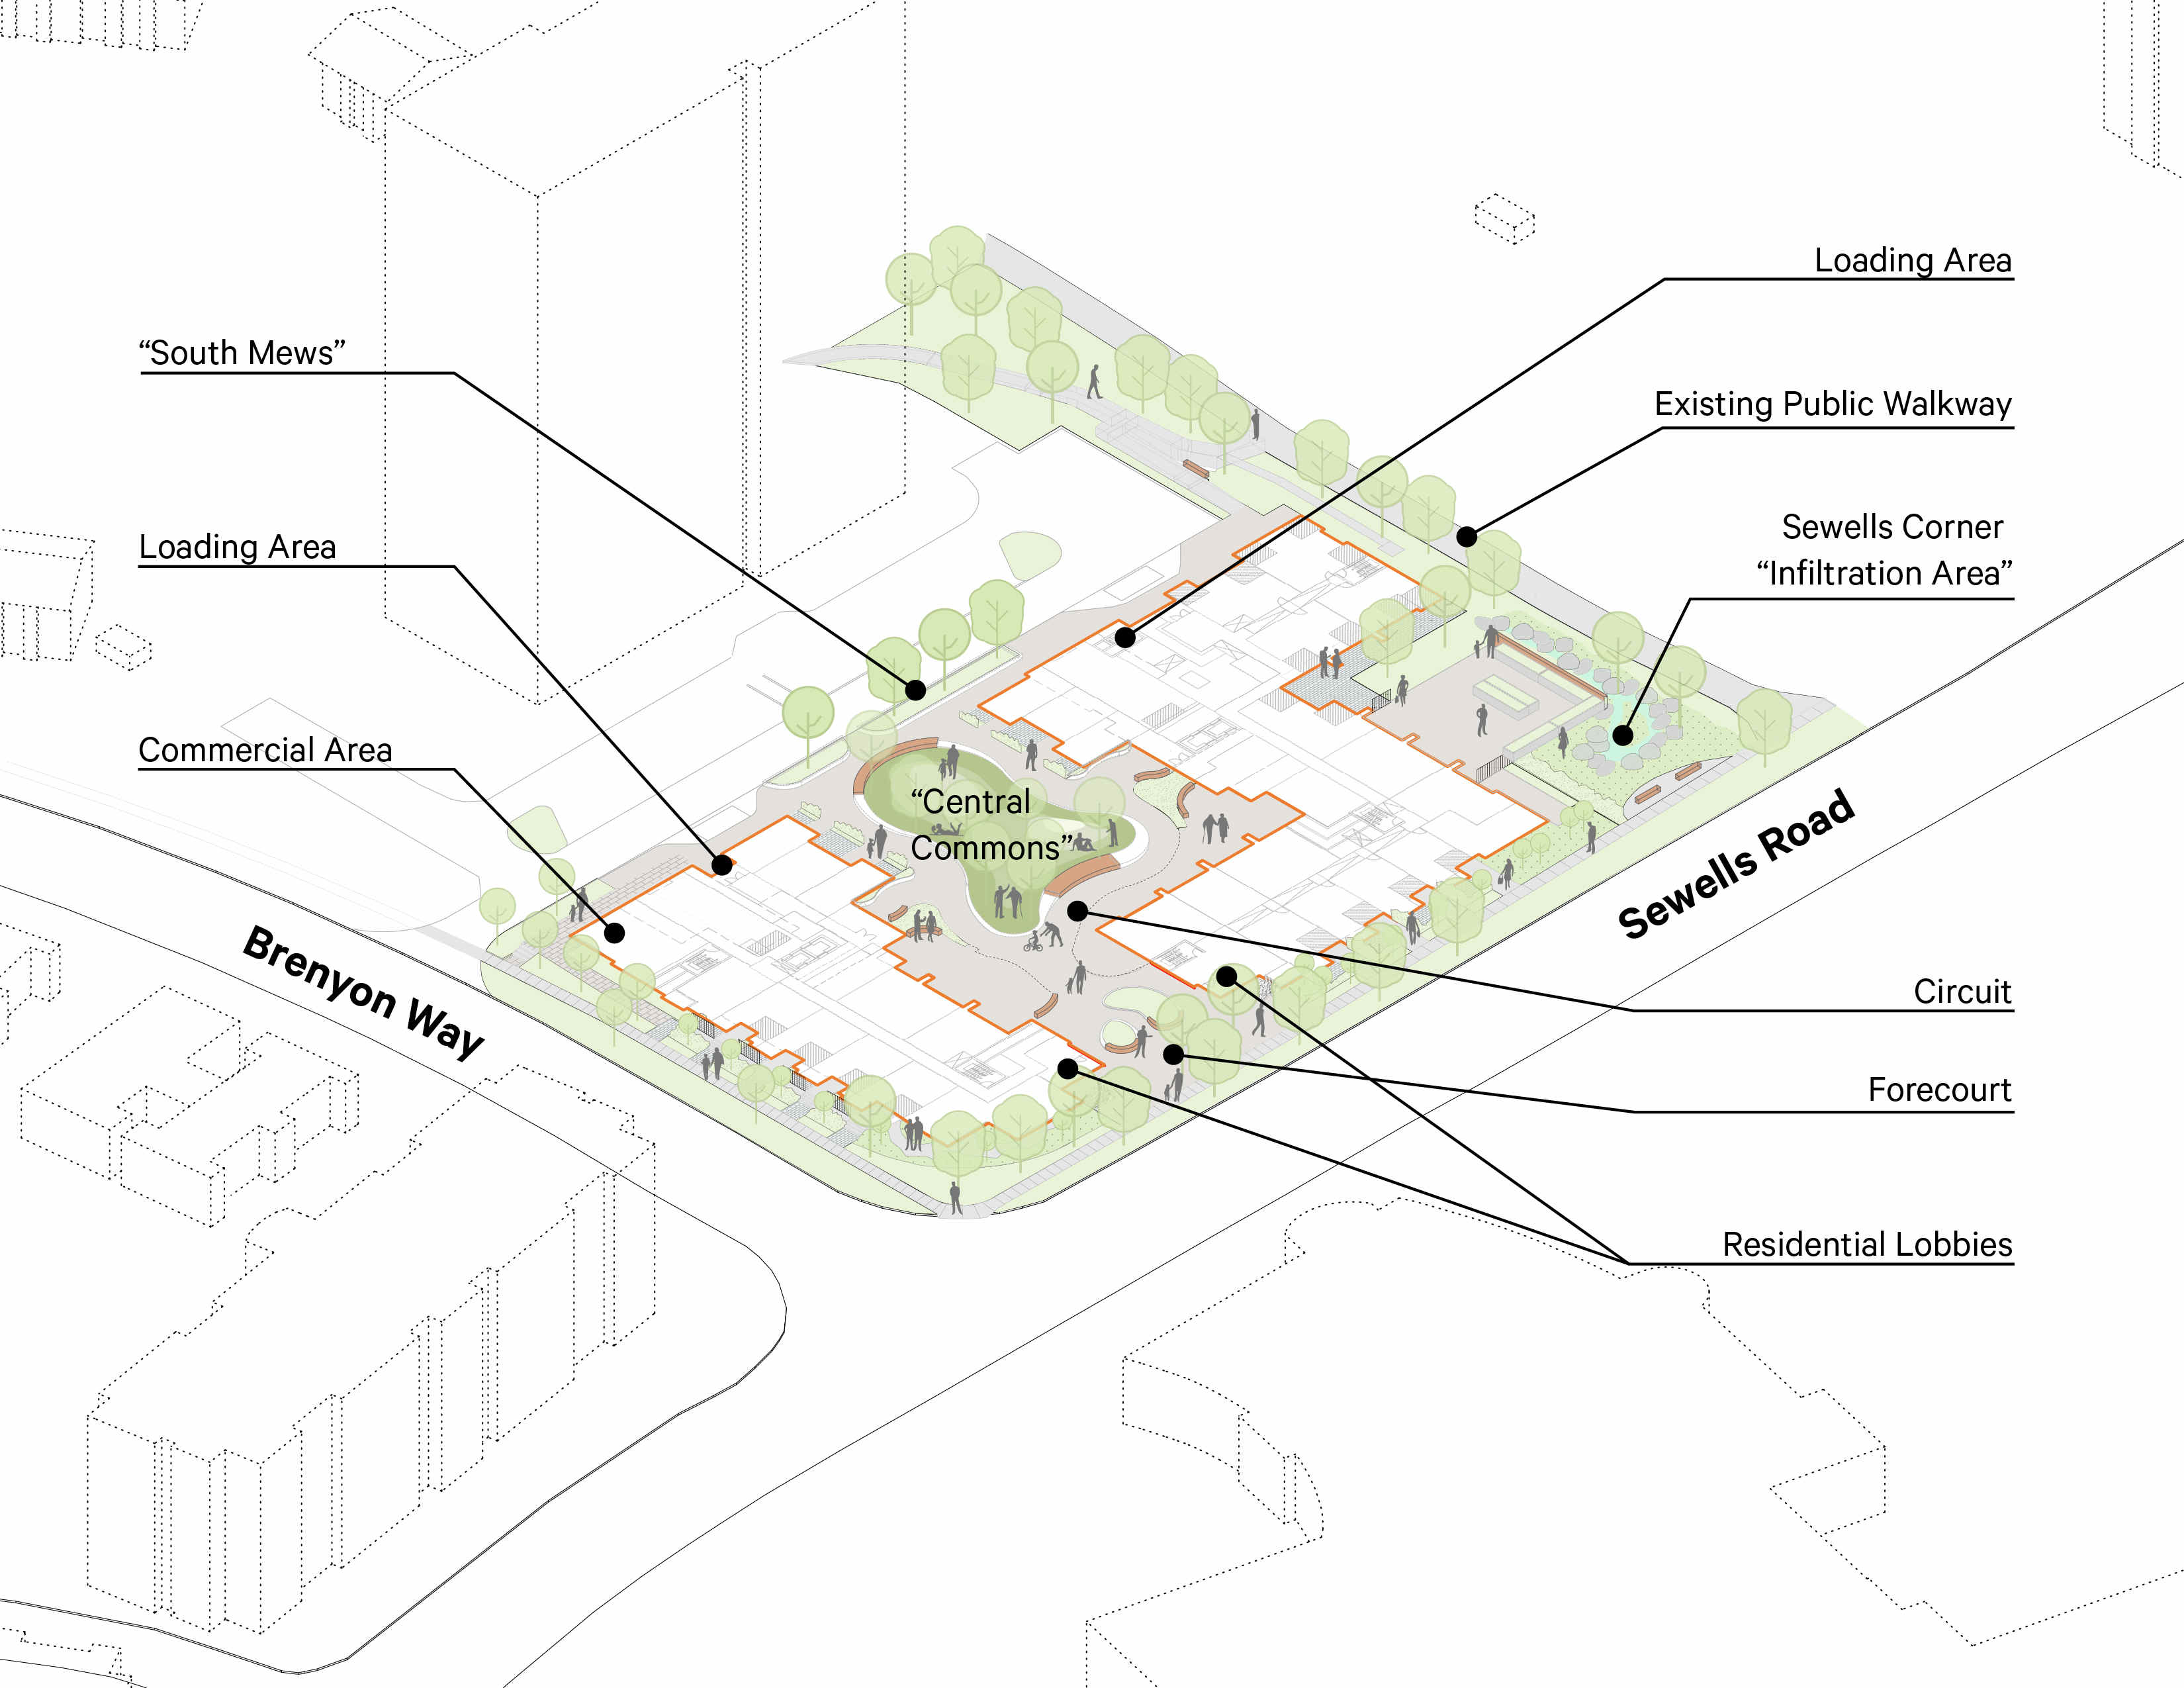 Loading Area
“South Mews”
Existing Public Walkway
Sewells Corner
“Infiltration Area”
Loading Area
Commercial Area
“Central
Commons”
Sewells Road
Brenyon Way
Circuit
Forecourt
Residential Lobbies